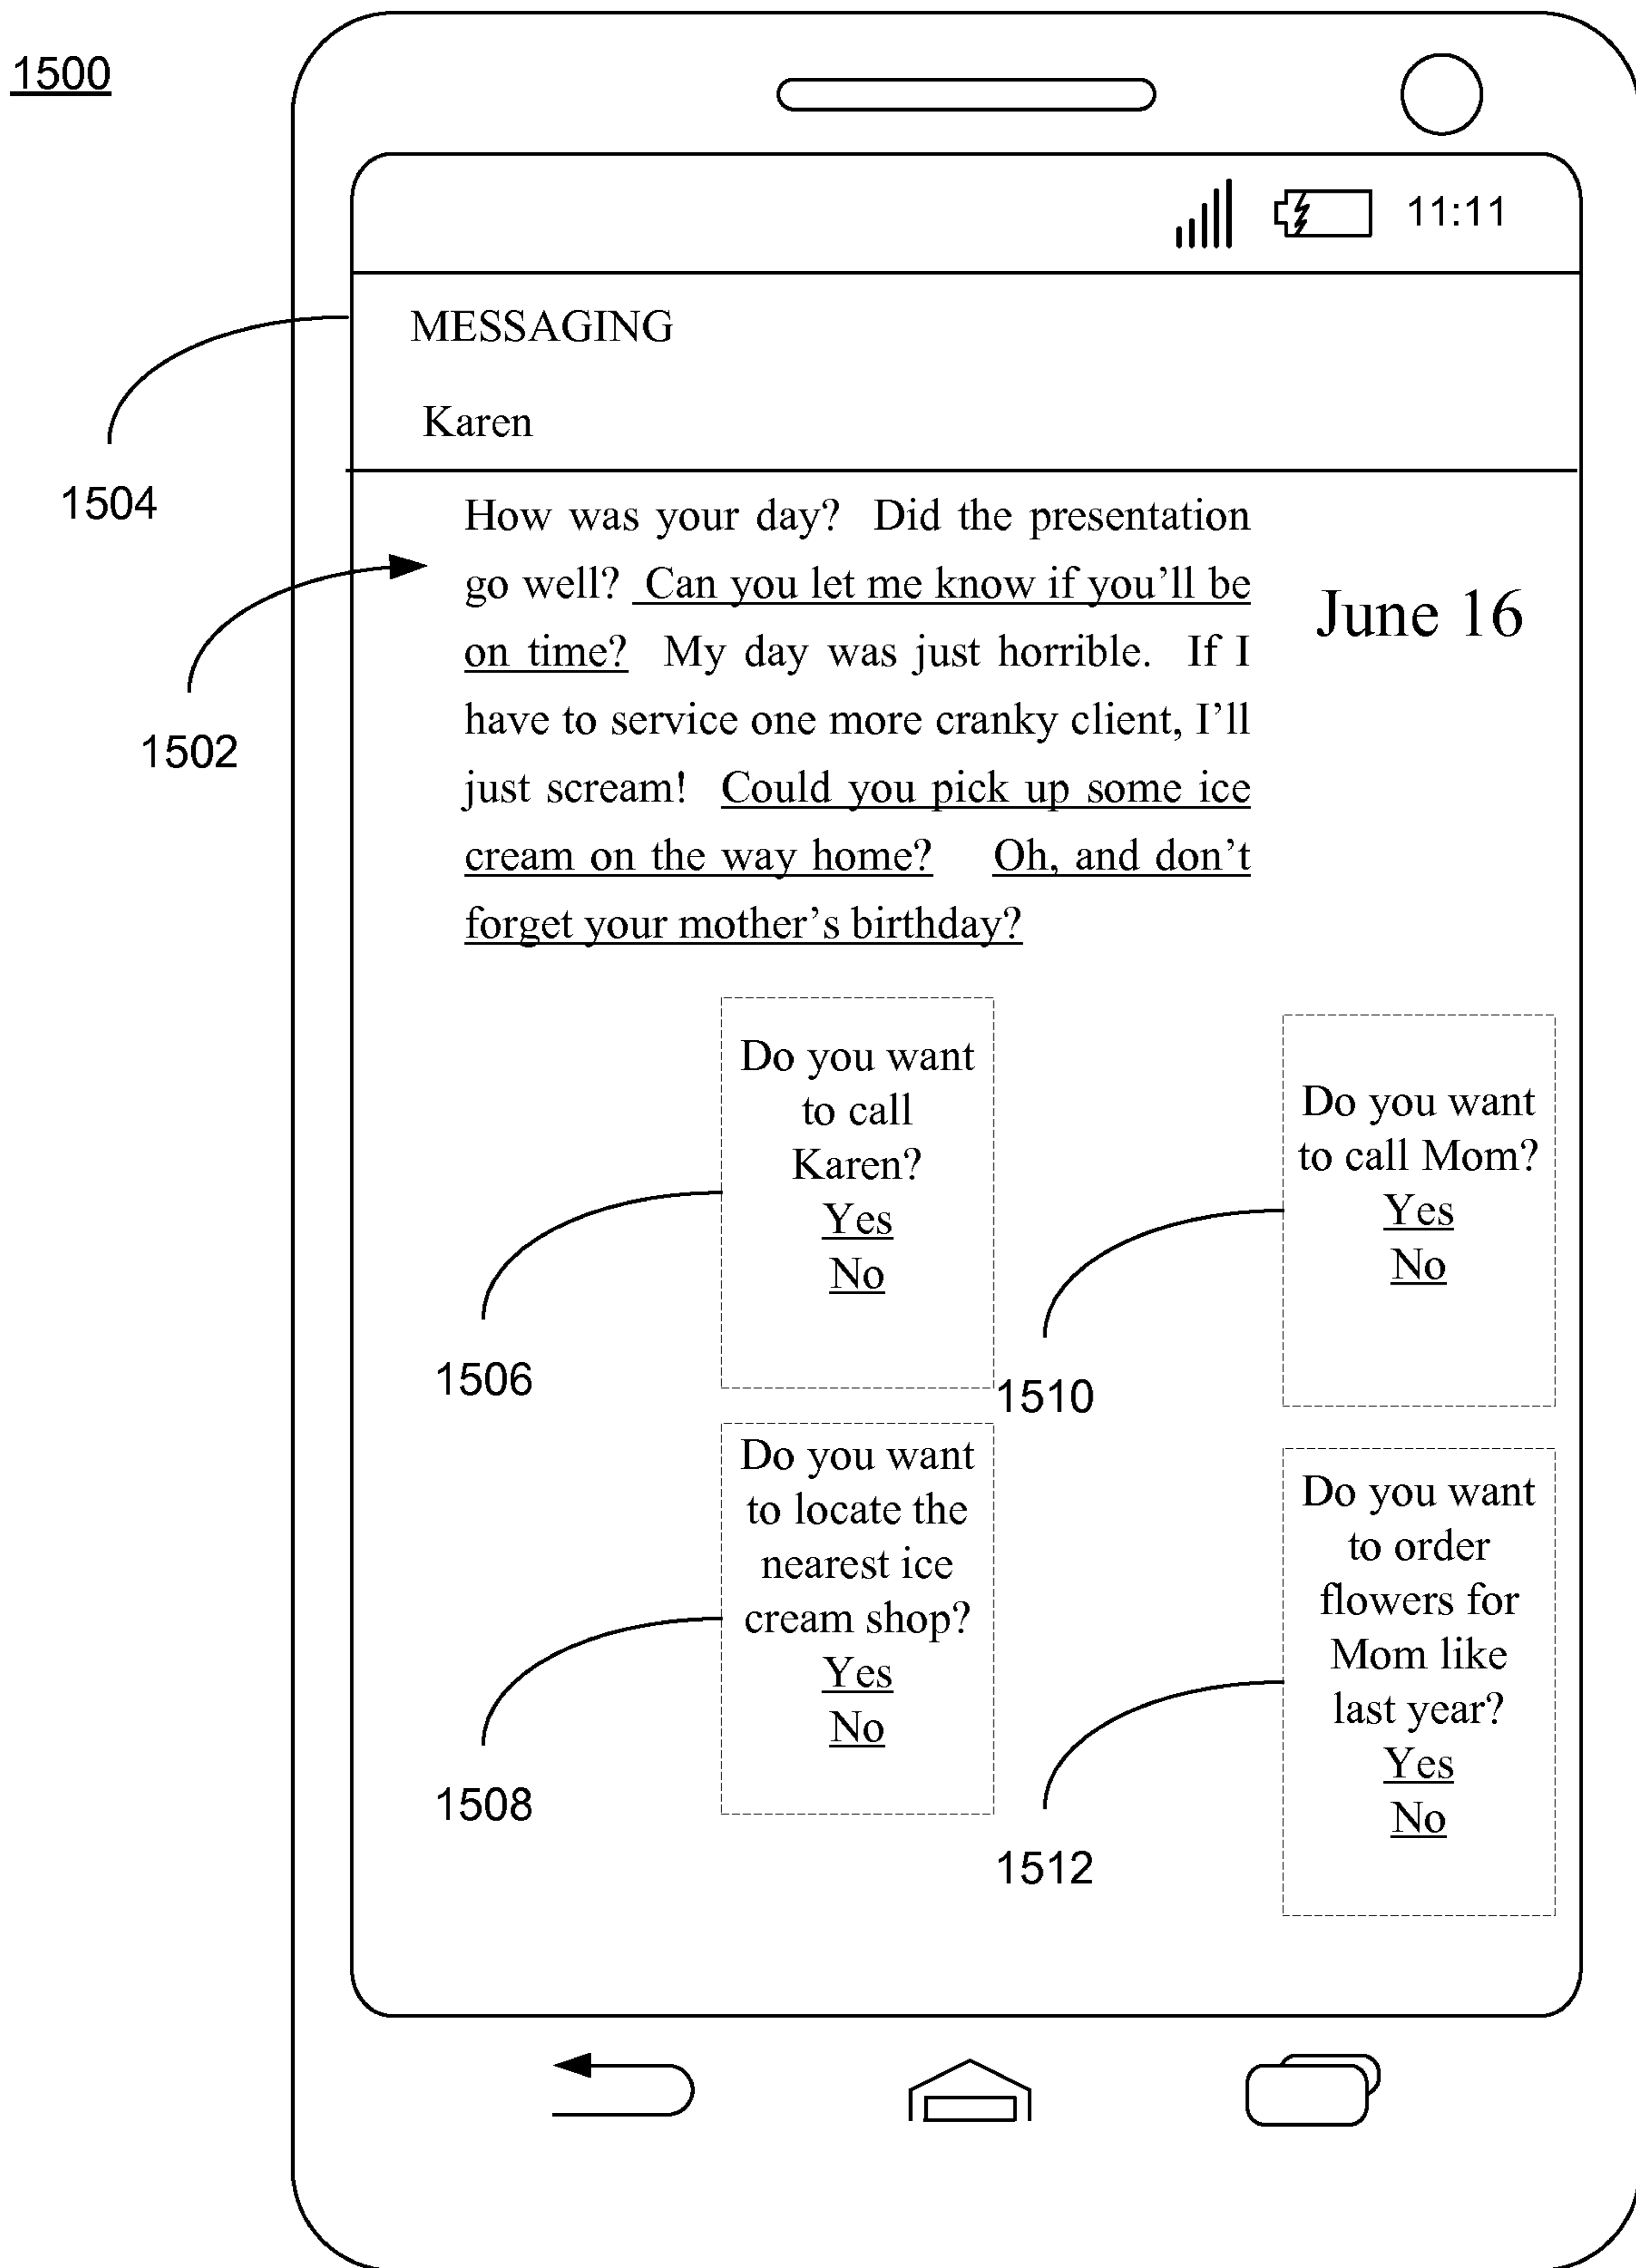 1500
11:11
MESSAGING
Karen
1504
How was your day? Did the presentation
go well? Can you let me know if you'll be
on time? My day was just horrible. If I
have to service one more cranky client, I'll
just scream! Could you pick up some ice
cream on the way home? Oh, and don't
forget your mother's birthday?
June 16
1502
Do you want
to call
Karen?
Yes
No
1506
Do you want
to call Mom?
Yes
No
1510
Do you want
to locate the
nearest ice
cream shop?
Yes
No
1508
Do you want
to order
flowers for
Mom like
last year?
Yes
No
1512